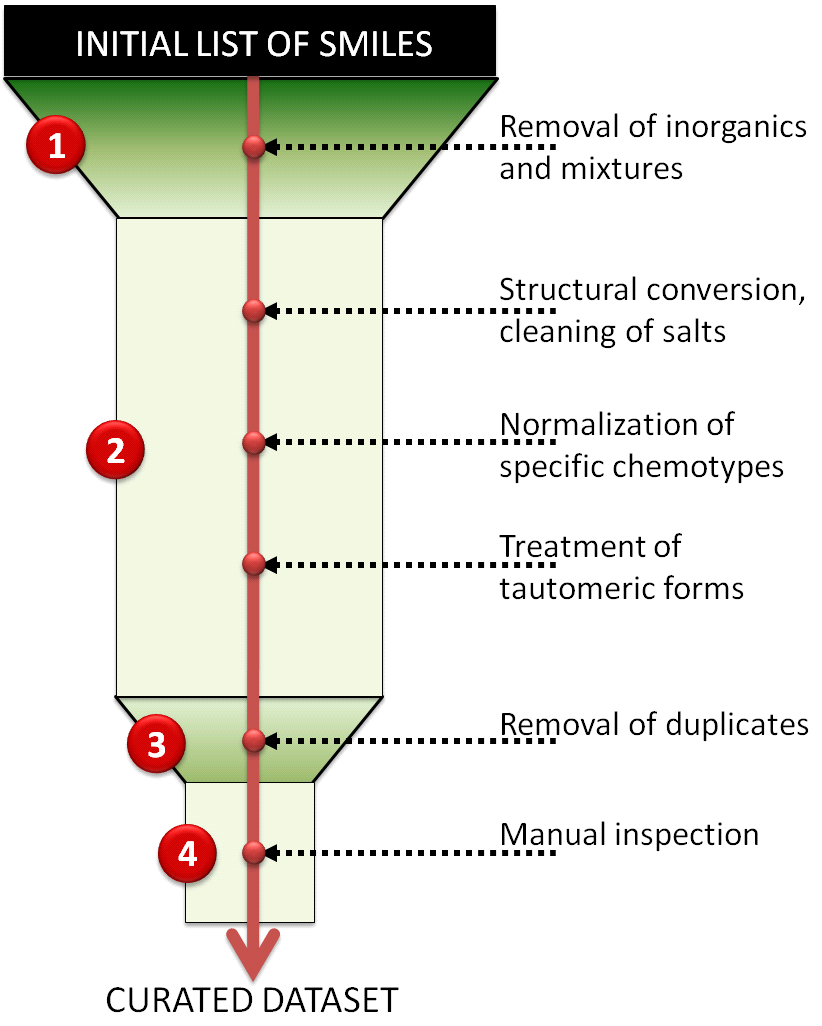 INITIAL LIST OF SMILES
1
Removal of inorganics
and mixtures
Structural conversion,
cleaning of salts
2
Normalization of
specific chemotypes
Treatment of
tautomeric forms
3
Removal of duplicates
4
Manual inspection
CURATED DATASET